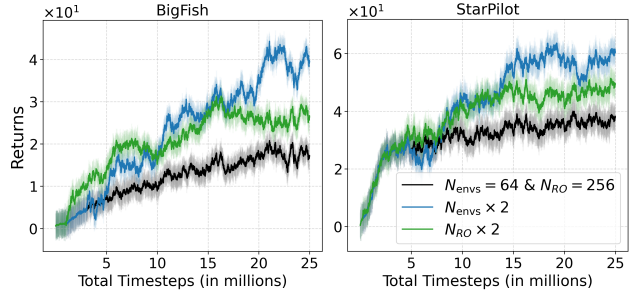 BigFish
×10¹
4
3
2
1
0
5
10
15
20
25
Returns
Total Timesteps (in millions)
StarPilot
×10¹
6
4
2
0
5
10
15
20
25
Total Timesteps (in millions)
N_envs = 64 & N_RO = 256
N_envs × 2
N_RO × 2